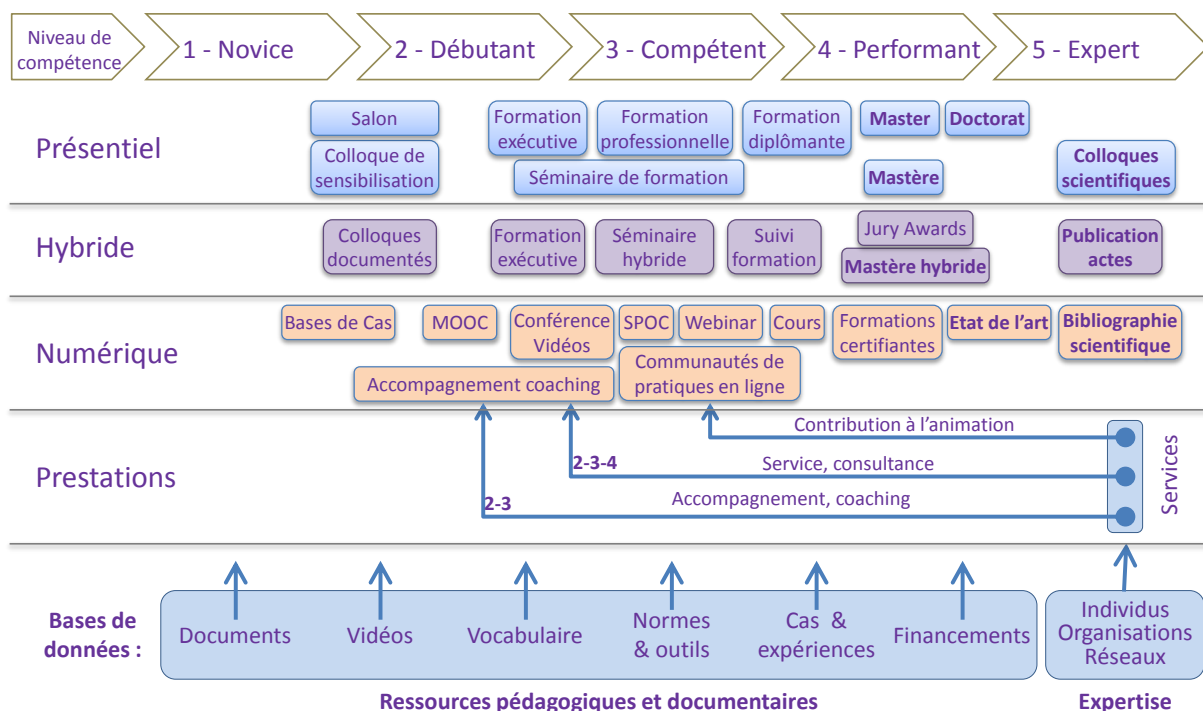 Niveau de
compétence
1 - Novice
2 - Débutant
3 - Compétent
4 - Performant
5 - Expert
Présentiel
Salon
Colloque de
sensibilisation
Formation
exécutive
Formation
professionnelle
Formation
diplômante
Séminaire de formation
Master
Doctorat
Mastère
Colloques
scientifiques
Hybride
Colloques
documentés
Formation
exécutive
Séminaire
hybride
Suivi
formation
Jury Awards
Mastère hybride
Publication
actes
Numérique
Bases de Cas
MOOC
Conférence
Vidéos
SPOC
Webinar
Cours
Formations
certifiantes
Etat de l’art
Bibliographie
scientifique
Accompagnement coaching
Communautés de
pratiques en ligne
Prestations
Contribution à l’animation
2-3-4
Service, consultance
2-3
Accompagnement, coaching
Services
Bases de
données :
Documents
Vidéos
Vocabulaire
Normes
& outils
Cas &
expériences
Financements
Individus
Organisations
Réseaux
Ressources pédagogiques et documentaires
Expertise